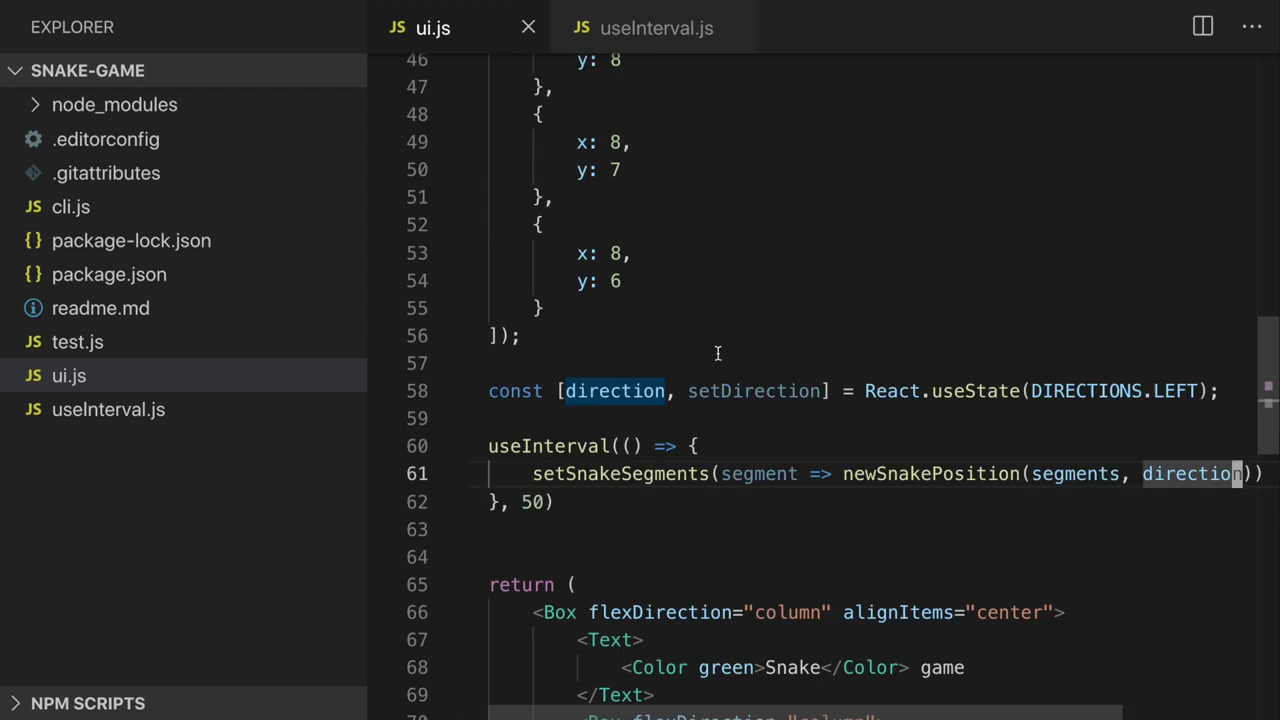 EXPLORER
JS ui.js
JS useInterval.js
SNAKE-GAME
node_modules
.editorconfig
.gitattributes
JS cli.js
{} package-lock.json
{} package.json
readme.md
JS test.js
JS ui.js
JS useInterval.js
NPM SCRIPTS
46 y: 8
47 },
48 {
49 x: 8,
50 y: 7
51 },
52 {
53 x: 8,
54 y: 6
55 }
56 ]);
57
58 const [direction, setDirection] = React.useState(DIRECTIONS.LEFT);
59
60 useInterval(() => {
61 setSnakeSegments(segment => newSnakePosition(segments, direction))
62 }, 50)
63
64
65 return (
66 <Box flexDirection="column" alignItems="center">
67 <Text>
68 <Color green>Snake</Color> game
69 </Text>
70 <Box flexDirection="column">